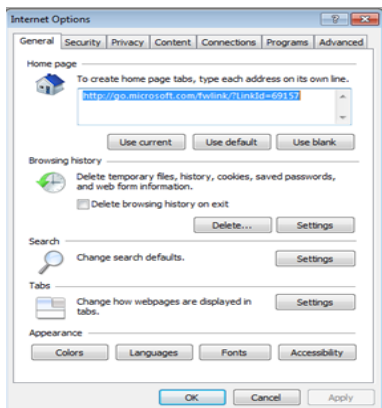 Internet Options
General Security Privacy Content Connections Programs Advanced
Home page
To create home page tabs, type each address on its own line.
http://go.microsoft.com/fwlink/?LinkId=69157
Use current Use default Use blank
Browsing history
Delete temporary files, history, cookies, saved passwords,
and web form information.
Delete browsing history on exit
Delete... Settings
Search
Change search defaults. Settings
Tabs
Change how webpages are displayed in
tabs.
Settings
Appearance
Colors Languages Fonts Accessibility
OK Cancel Apply